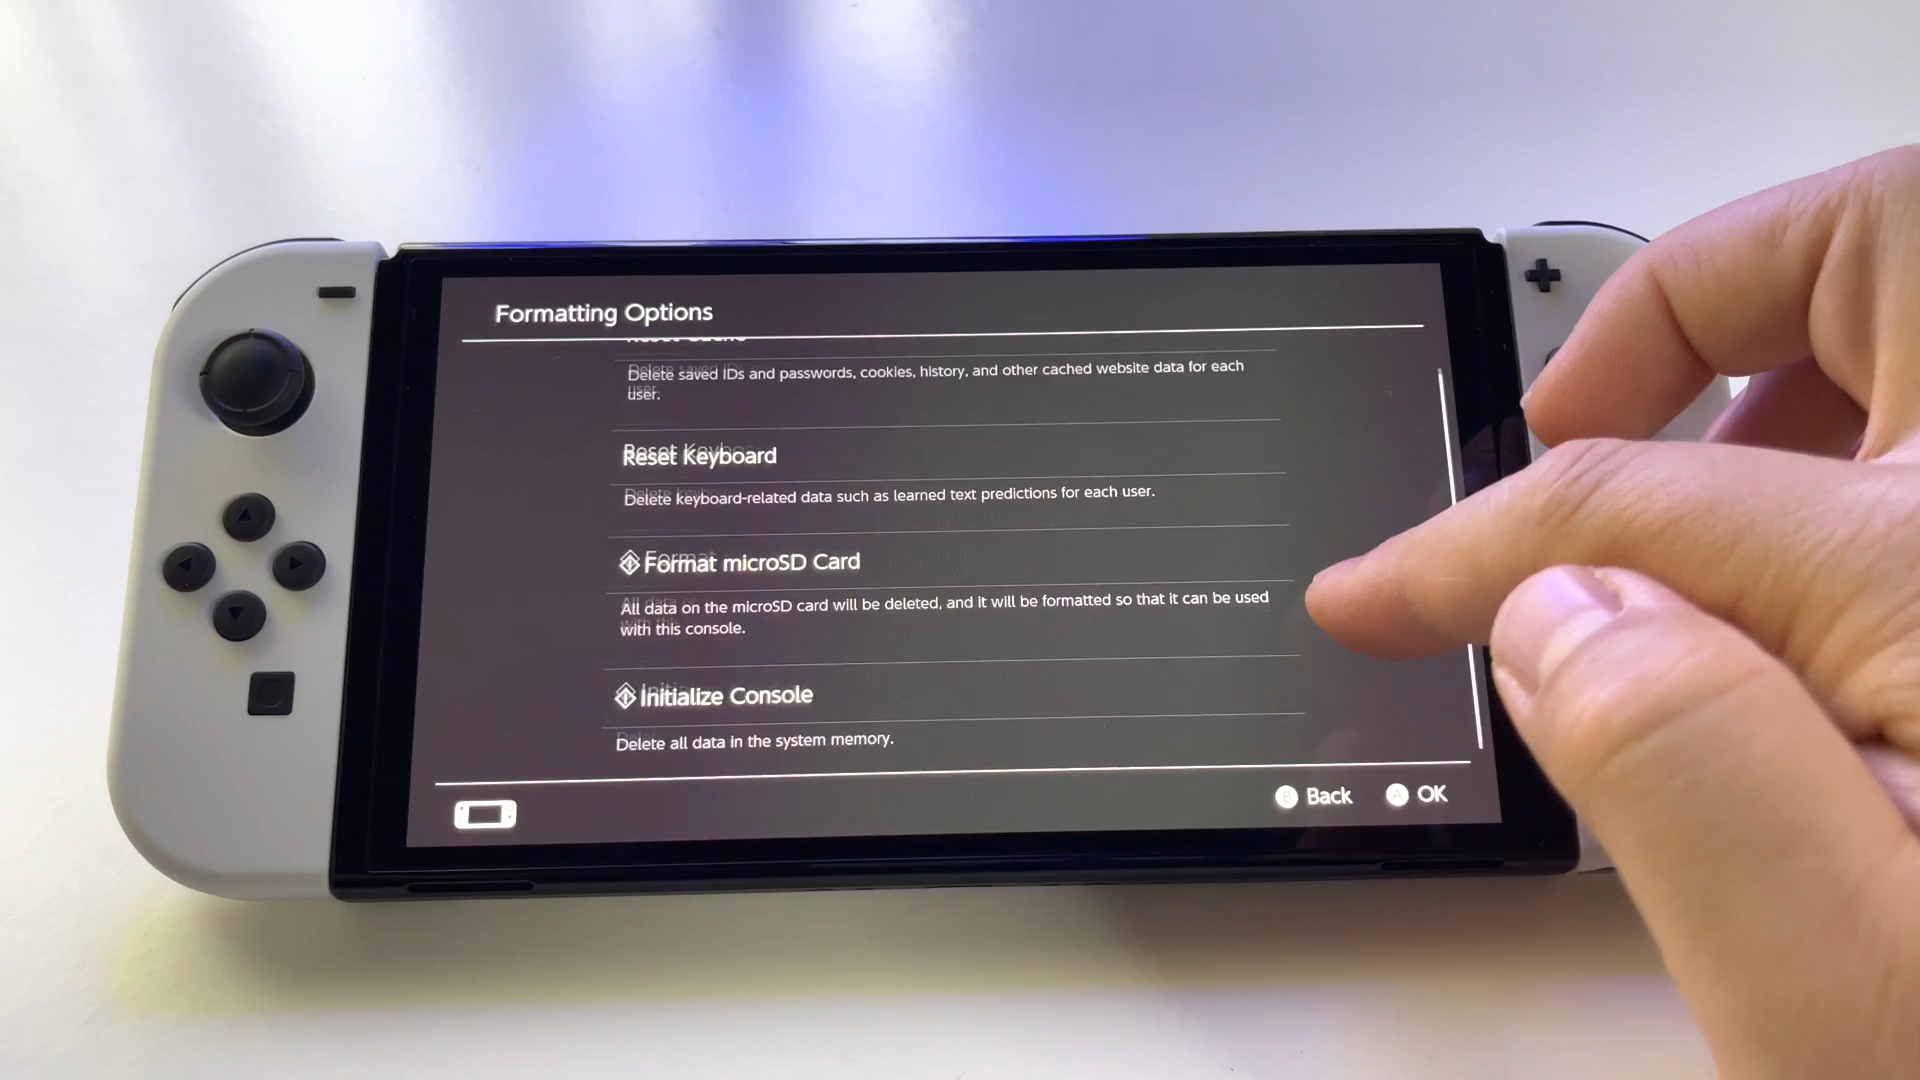 Formatting Options
Delete saved IDs and passwords, cookies, history, and other cached website data for each
user.
Reset Keyboard
Delete keyboard-related data such as learned text predictions for each user.
Format microSD Card
All data on the microSD card will be deleted, and it will be formatted so that it can be used
with this console.
Initialize Console
Delete all data in the system memory.
B Back A OK